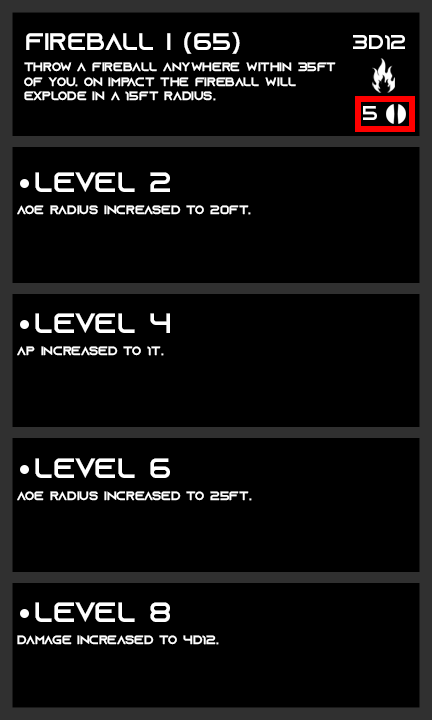 FIREBALL I (65)
3D12
THROW A FIREBALL ANYWHERE WITHIN 35FT
OF YOU. ON IMPACT THE FIREBALL WILL
EXPLODE IN A 15FT RADIUS.
5
•LEVEL 2
AOE RADIUS INCREASED TO 20FT.
•LEVEL 4
AP INCREASED TO 1T.
•LEVEL 6
AOE RADIUS INCREASED TO 25FT.
•LEVEL 8
DAMAGE INCREASED TO 4D12.